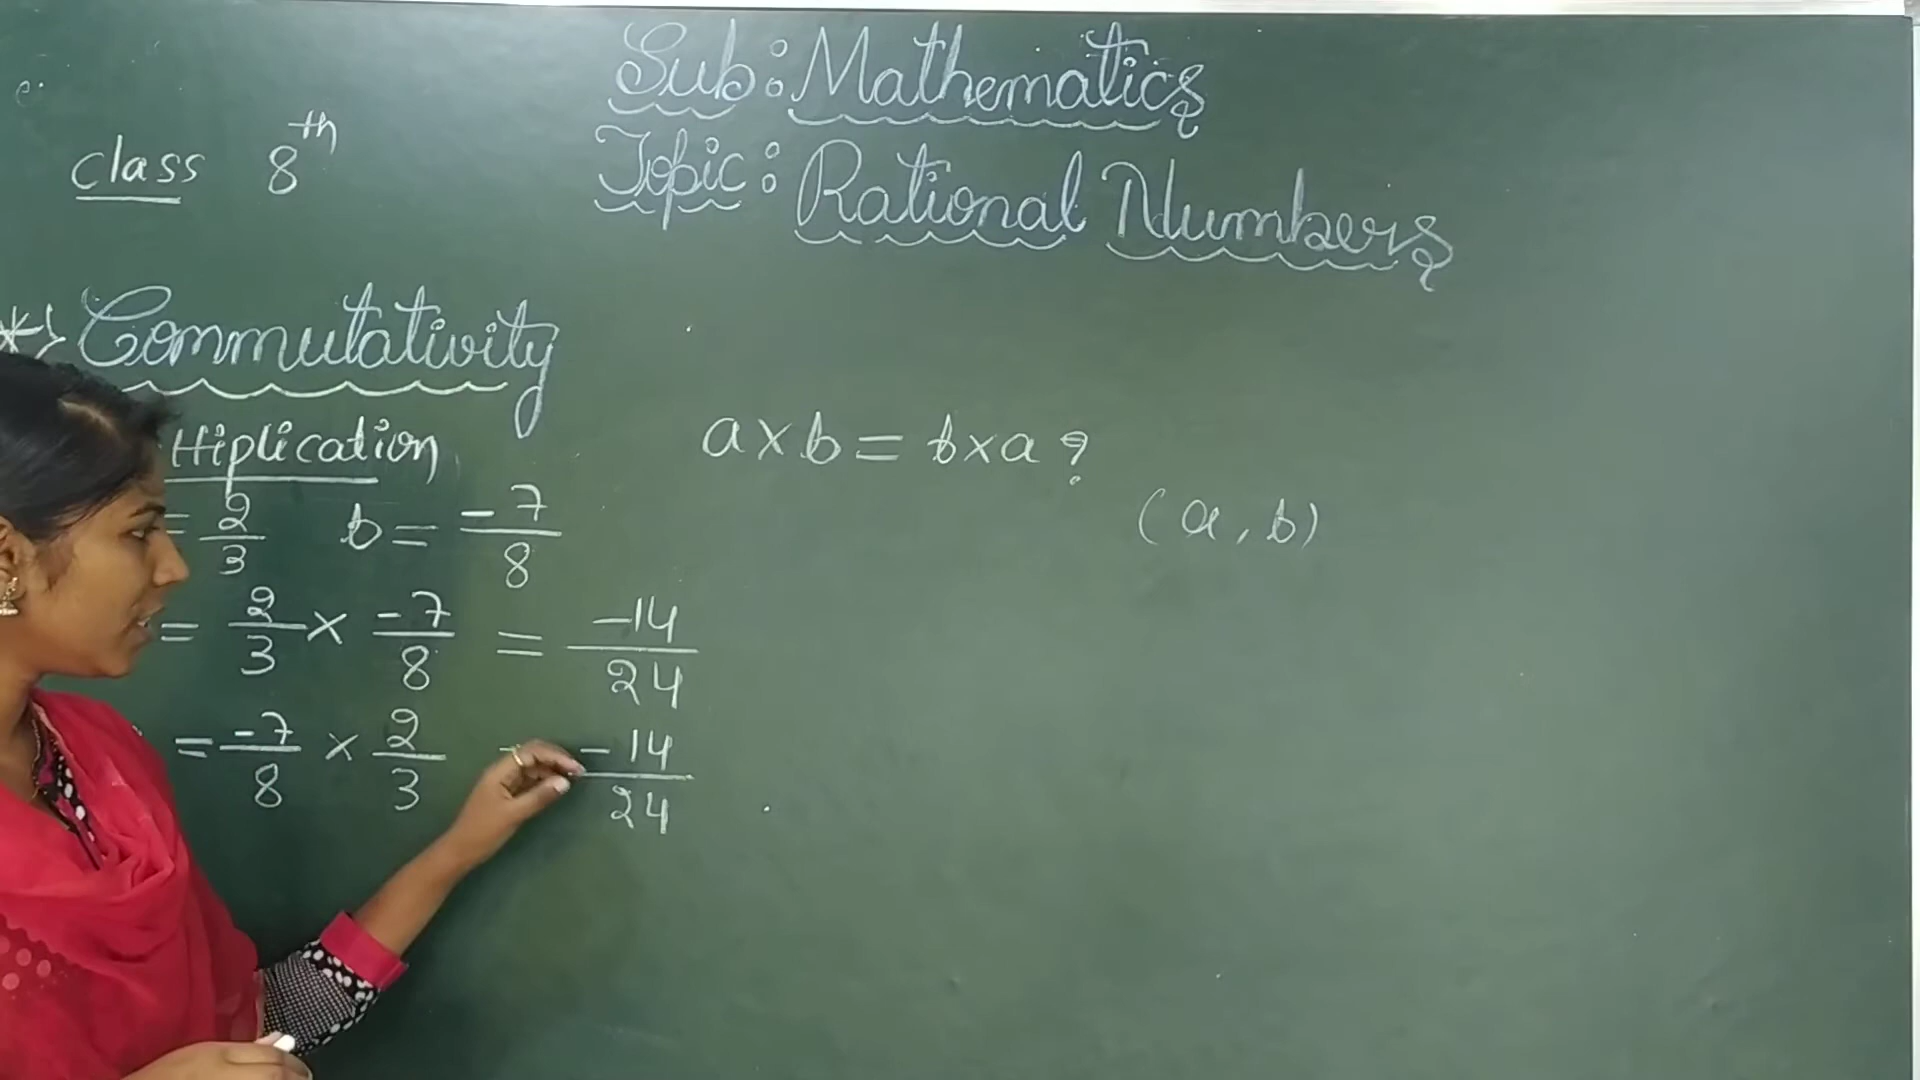 Sub: Mathematics
Topic: Rational Numbers
class 8th
Commutativity
a × b = b × a ?
(a, b)
= 2/3 b = -7/8
= 2/3 × -7/8 = -14/24
= -7/8 × 2/3 = -14/24